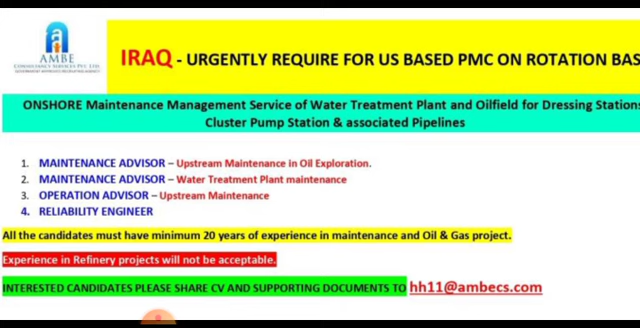 AMBE
CONSULTANCY SERVICES PVT. LTD.
GOVERNMENT APPROVED RECRUITING AGENCY
IRAQ - URGENTLY REQUIRE FOR US BASED PMC ON ROTATION BAS
ONSHORE Maintenance Management Service of Water Treatment Plant and Oilfield for Dressing Stations
Cluster Pump Station & associated Pipelines
1. MAINTENANCE ADVISOR – Upstream Maintenance in Oil Exploration.
2. MAINTENANCE ADVISOR – Water Treatment Plant maintenance
3. OPERATION ADVISOR – Upstream Maintenance
4. RELIABILITY ENGINEER
All the candidates must have minimum 20 years of experience in maintenance and Oil & Gas project.
Experience in Refinery projects will not be acceptable.
INTERESTED CANDIDATES PLEASE SHARE CV AND SUPPORTING DOCUMENTS TO hh11@ambecs.com